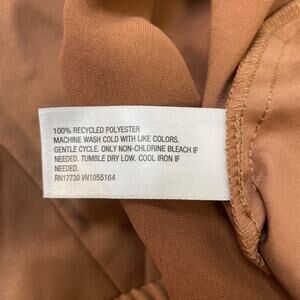 100% RECYCLED POLYESTER
MACHINE WASH COLD WITH LIKE COLORS.
GENTLE CYCLE. ONLY NON-CHLORINE BLEACH IF
NEEDED. TUMBLE DRY LOW. COOL IRON IF
NEEDED.
RN17730 VN1055164